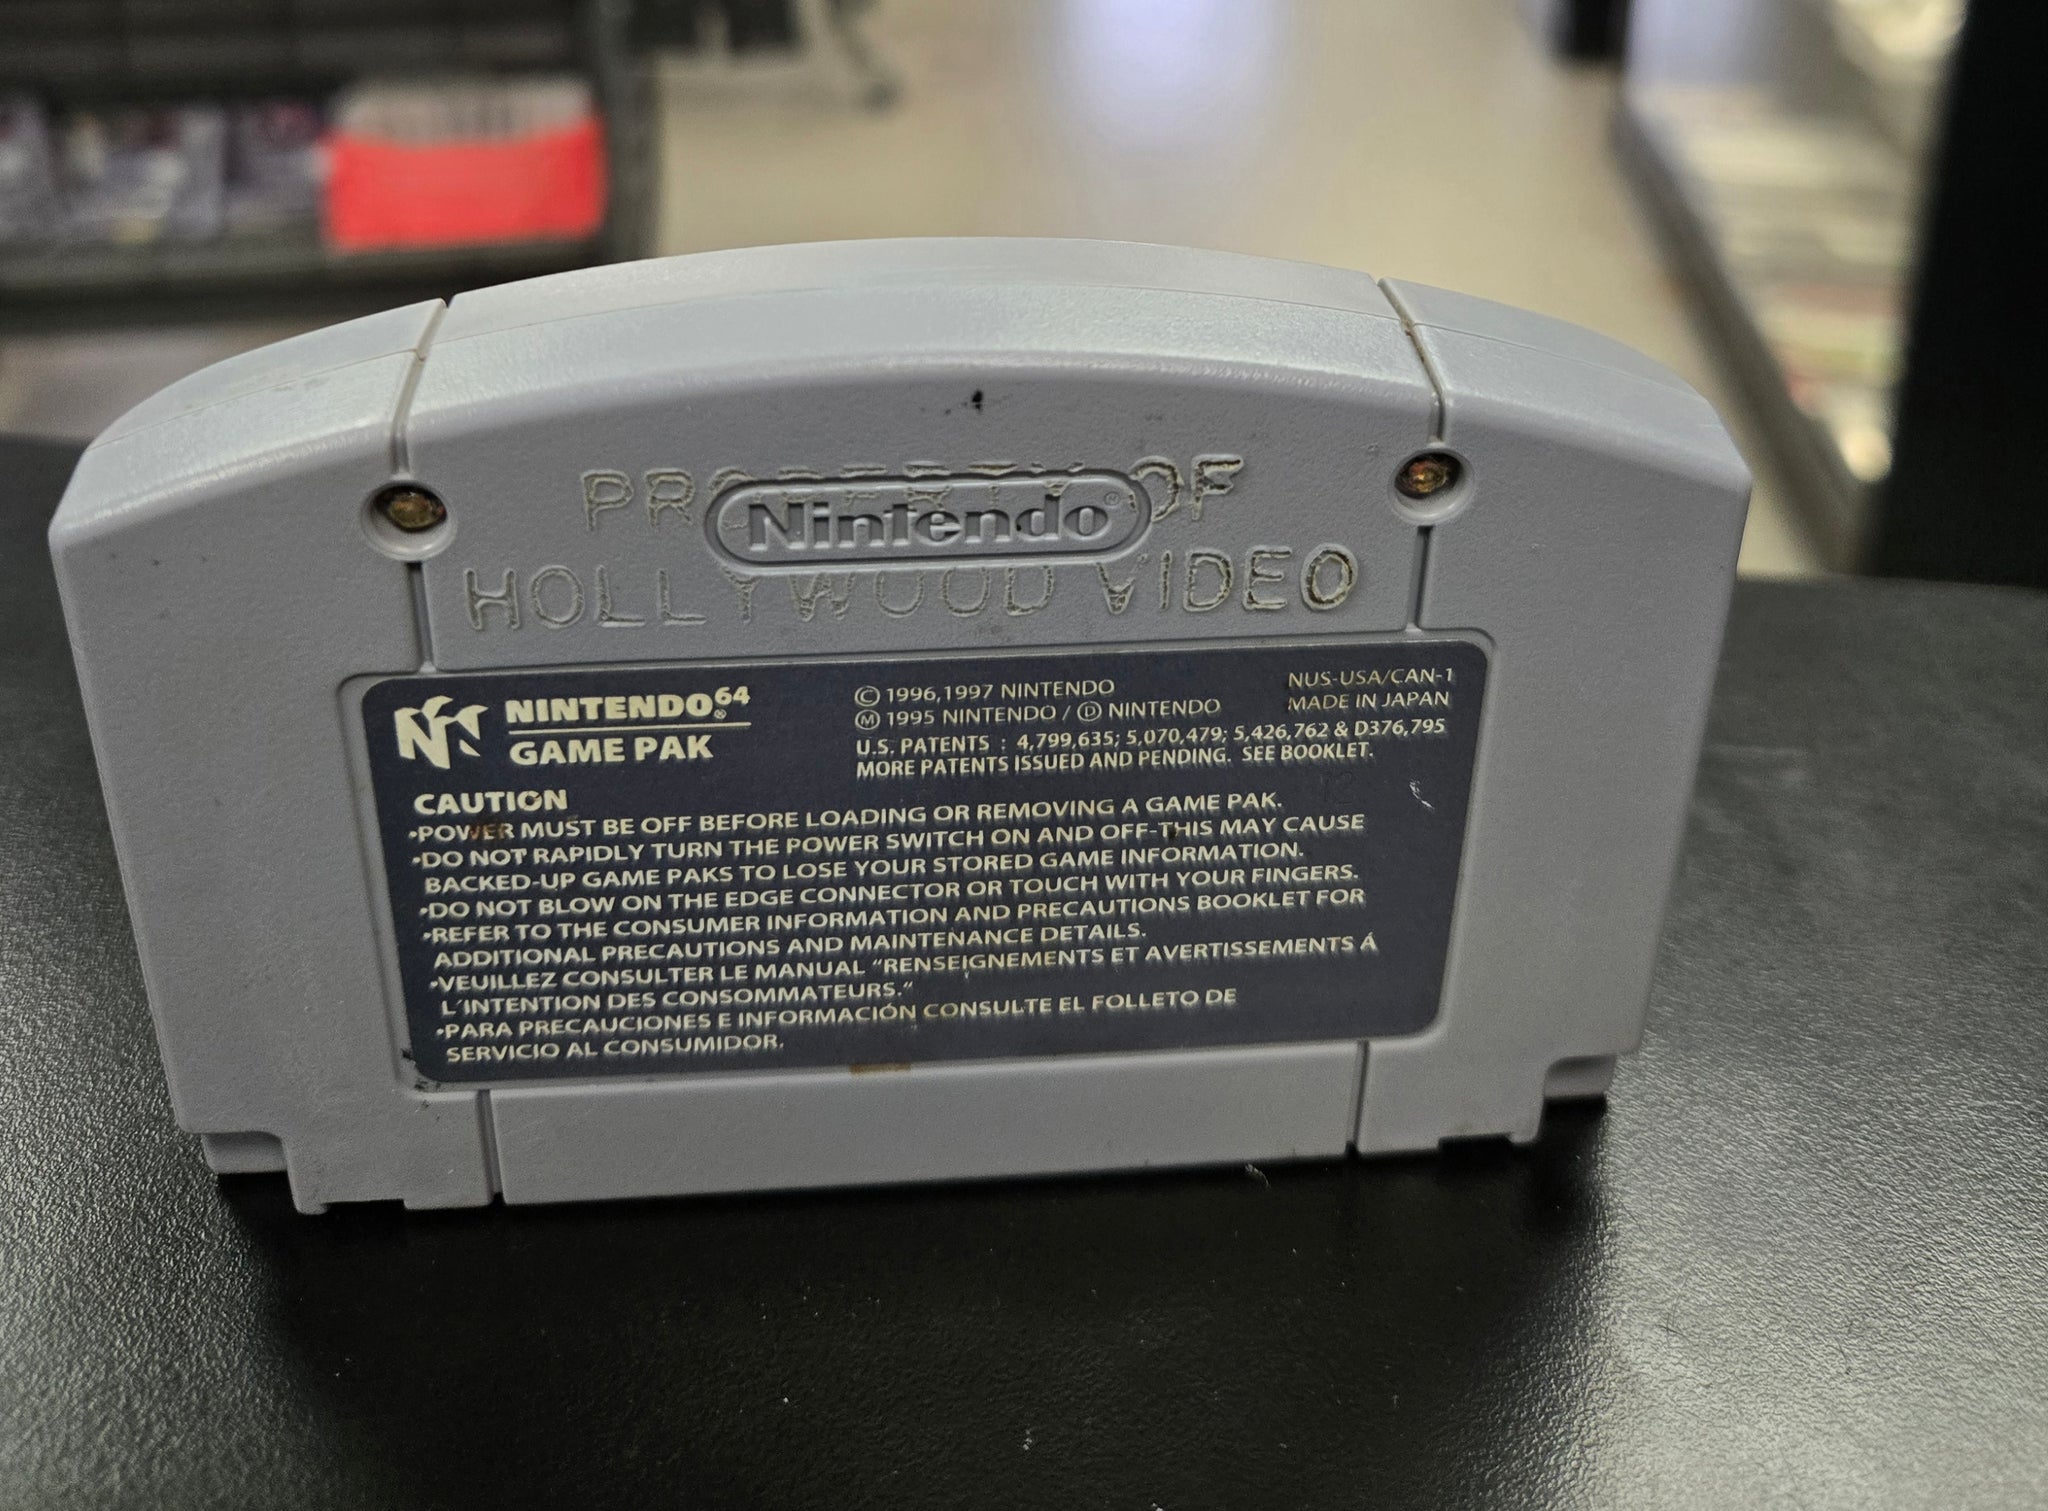 PROPERTY OF
Nintendo®
HOLLYWOOD VIDEO
NINTENDO⁶⁴®
GAME PAK
© 1996,1997 NINTENDO
Ⓜ 1995 NINTENDO / Ⓓ NINTENDO
NUS-USA/CAN-1
MADE IN JAPAN
U.S. PATENTS : 4,799,635; 5,070,479; 5,426,762 & D376,795
MORE PATENTS ISSUED AND PENDING. SEE BOOKLET.
CAUTION
•POWER MUST BE OFF BEFORE LOADING OR REMOVING A GAME PAK.
•DO NOT RAPIDLY TURN THE POWER SWITCH ON AND OFF-THIS MAY CAUSE
BACKED-UP GAME PAKS TO LOSE YOUR STORED GAME INFORMATION.
•DO NOT BLOW ON THE EDGE CONNECTOR OR TOUCH WITH YOUR FINGERS.
•REFER TO THE CONSUMER INFORMATION AND PRECAUTIONS BOOKLET FOR
ADDITIONAL PRECAUTIONS AND MAINTENANCE DETAILS.
•VEUILLEZ CONSULTER LE MANUAL "RENSEIGNEMENTS ET AVERTISSEMENTS Á
L'INTENTION DES CONSOMMATEURS."
•PARA PRECAUCIONES E INFORMACIÓN CONSULTE EL FOLLETO DE
SERVICIO AL CONSUMIDOR.